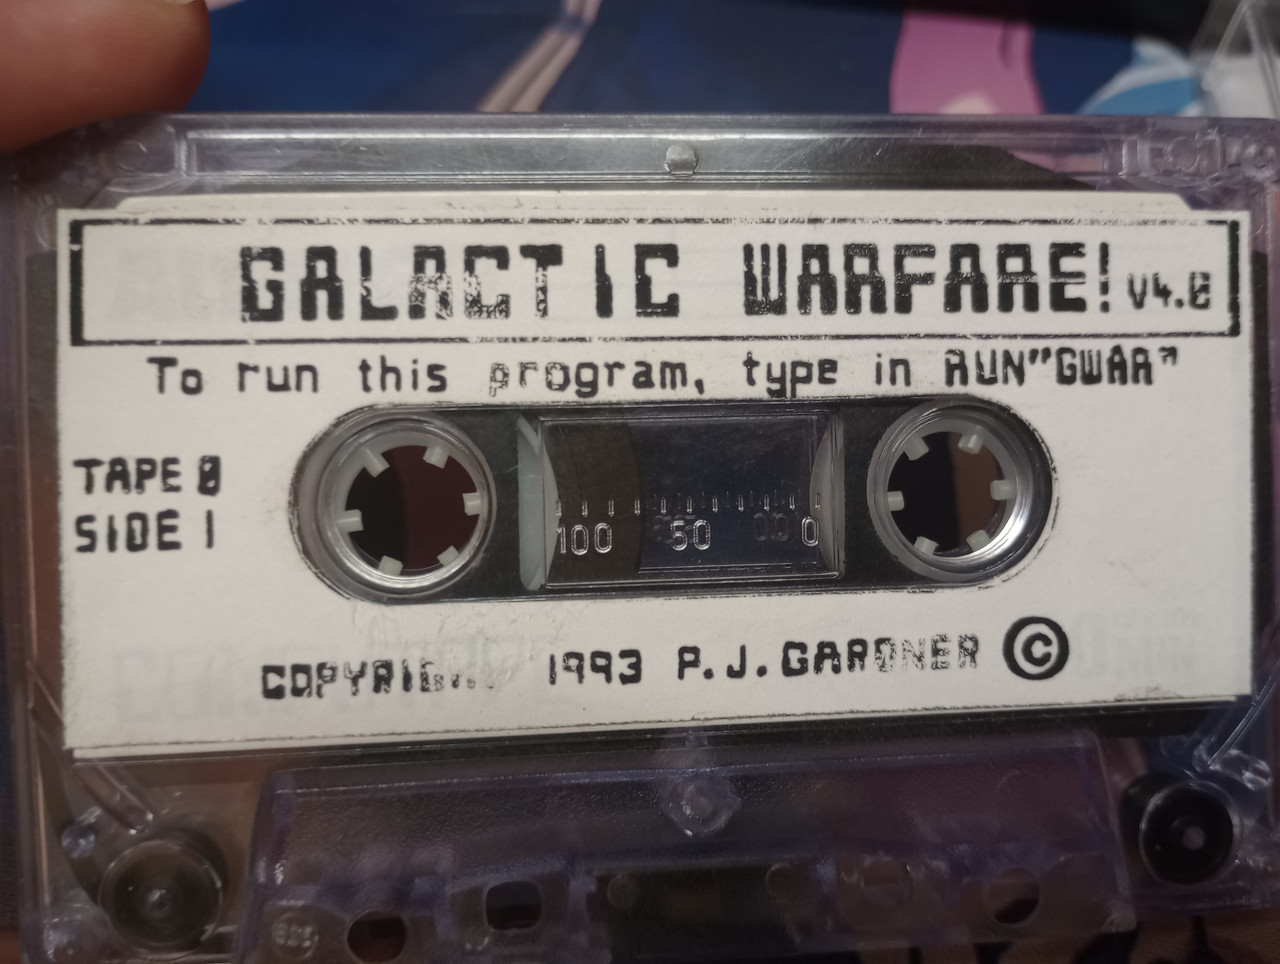 GALACTIC WARFARE! V4.0
To run this program, type in RUN"GWAR"
TAPE 0
SIDE 1
100 50 0
1993 P.J.GARDNER ©